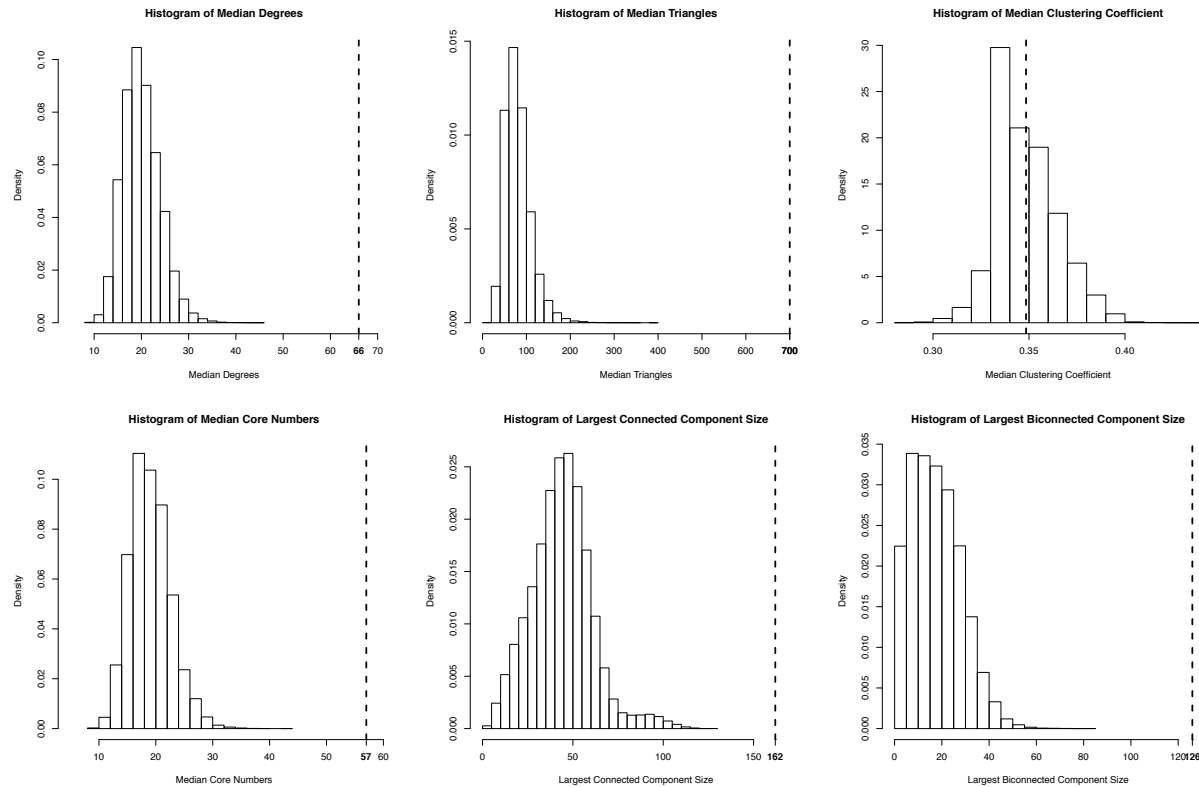 Histogram of Median Degrees
Density
0.00 0.02 0.04 0.06 0.08 0.10
10 20 30 40 50 60 66 70
Median Degrees
Histogram of Median Triangles
Density
0.000 0.005 0.010 0.015
0 100 200 300 400 500 600 700
Median Triangles
Histogram of Median Clustering Coefficient
Density
0 5 10 15 20 25 30
0.30 0.35 0.40
Median Clustering Coefficient
Histogram of Median Core Numbers
Density
0.00 0.02 0.04 0.06 0.08 0.10
10 20 30 40 50 57 60
Median Core Numbers
Histogram of Largest Connected Component Size
Density
0.000 0.005 0.010 0.015 0.020 0.025
0 50 100 150 162
Largest Connected Component Size
Histogram of Largest Biconnected Component Size
Density
0.000 0.005 0.010 0.015 0.020 0.025 0.030 0.035
0 20 40 60 80 100 120 126
Largest Biconnected Component Size